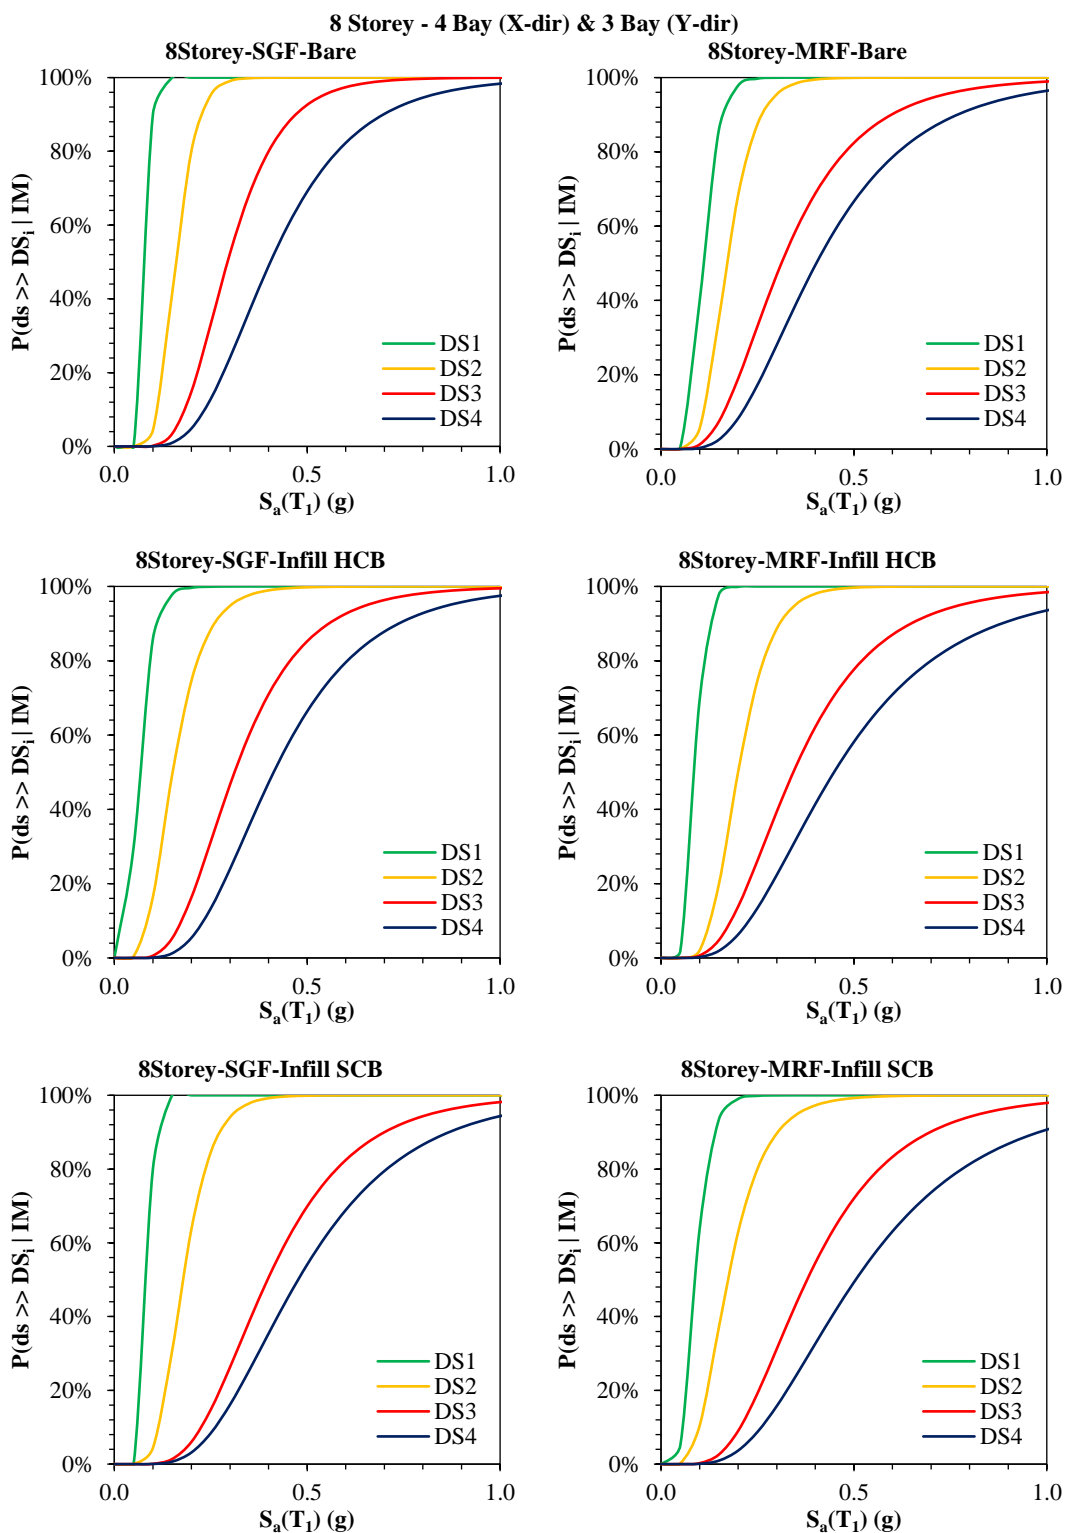 8 Storey - 4 Bay (X-dir) & 3 Bay (Y-dir)
8Storey-SGF-Bare
100%
80%
60%
40%
20%
0%
P(ds >> DSi | IM)
DS1
DS2
DS3
DS4
0.0 0.5 1.0
Sa(T1) (g)
8Storey-MRF-Bare
100%
80%
60%
40%
20%
0%
P(ds >> DSi | IM)
DS1
DS2
DS3
DS4
0.0 0.5 1.0
Sa(T1) (g)
8Storey-SGF-Infill HCB
100%
80%
60%
40%
20%
0%
P(ds >> DSi | IM)
DS1
DS2
DS3
DS4
0.0 0.5 1.0
Sa(T1) (g)
8Storey-MRF-Infill HCB
100%
80%
60%
40%
20%
0%
P(ds >> DSi | IM)
DS1
DS2
DS3
DS4
0.0 0.5 1.0
Sa(T1) (g)
8Storey-SGF-Infill SCB
100%
80%
60%
40%
20%
0%
P(ds >> DSi | IM)
DS1
DS2
DS3
DS4
0.0 0.5 1.0
Sa(T1) (g)
8Storey-MRF-Infill SCB
100%
80%
60%
40%
20%
0%
P(ds >> DSi | IM)
DS1
DS2
DS3
DS4
0.0 0.5 1.0
Sa(T1) (g)